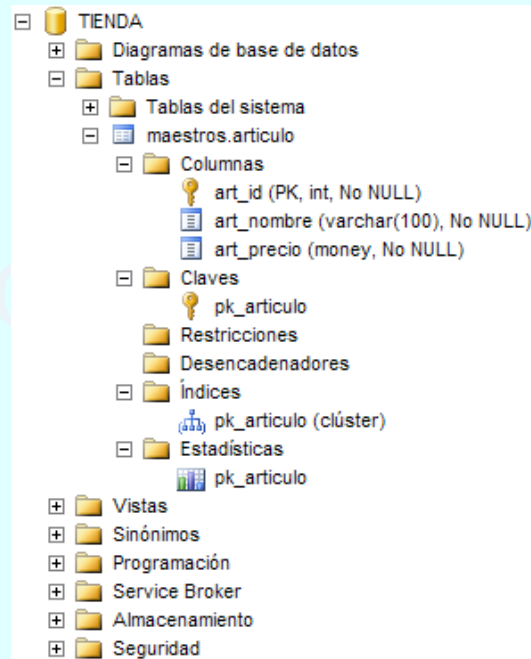 TIENDA
Diagramas de base de datos
Tablas
Tablas del sistema
maestros.articulo
Columnas
art_id (PK, int, No NULL)
art_nombre (varchar(100), No NULL)
art_precio (money, No NULL)
Claves
pk_articulo
Restricciones
Desencadenadores
Índices
pk_articulo (clúster)
Estadísticas
pk_articulo
Vistas
Sinónimos
Programación
Service Broker
Almacenamiento
Seguridad